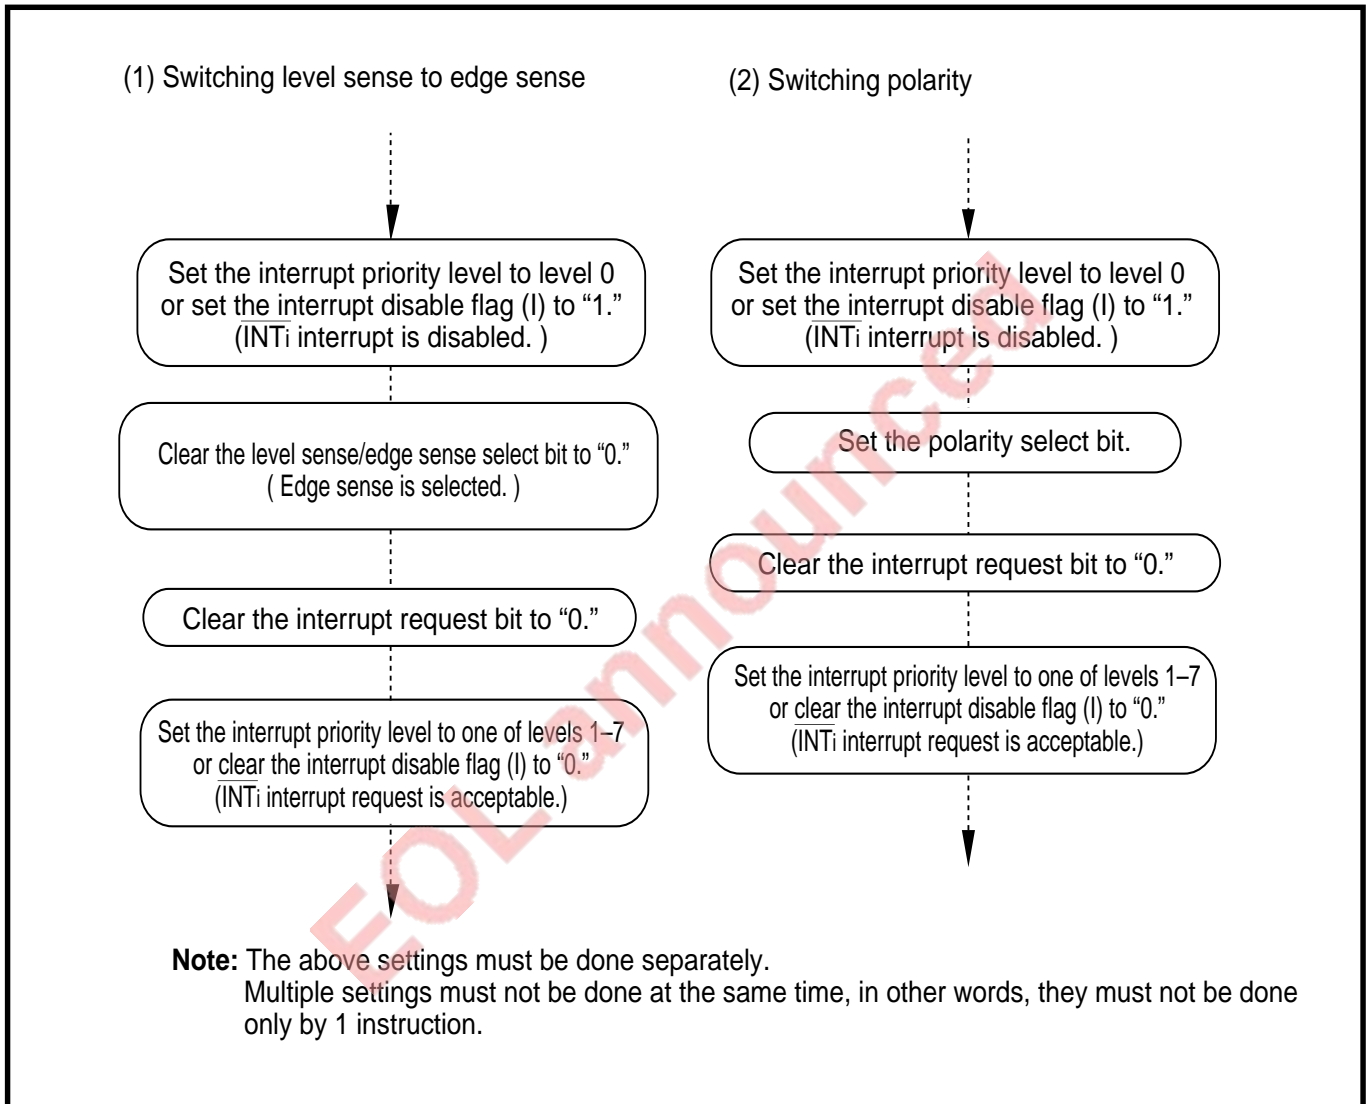 (1) Switching level sense to edge sense
Set the interrupt priority level to level 0
or set the interrupt disable flag (I) to “1.”
(INTi interrupt is disabled. )
Clear the level sense/edge sense select bit to “0.”
( Edge sense is selected. )
Clear the interrupt request bit to “0.”
Set the interrupt priority level to one of levels 1–7
or clear the interrupt disable flag (I) to “0.”
(INTi interrupt request is acceptable.)
(2) Switching polarity
Set the interrupt priority level to level 0
or set the interrupt disable flag (I) to “1.”
(INTi interrupt is disabled. )
Set the polarity select bit.
Clear the interrupt request bit to “0.”
Set the interrupt priority level to one of levels 1–7
or clear the interrupt disable flag (I) to “0.”
(INTi interrupt request is acceptable.)
Note: The above settings must be done separately.
Multiple settings must not be done at the same time, in other words, they must not be done
only by 1 instruction.
EOL announced